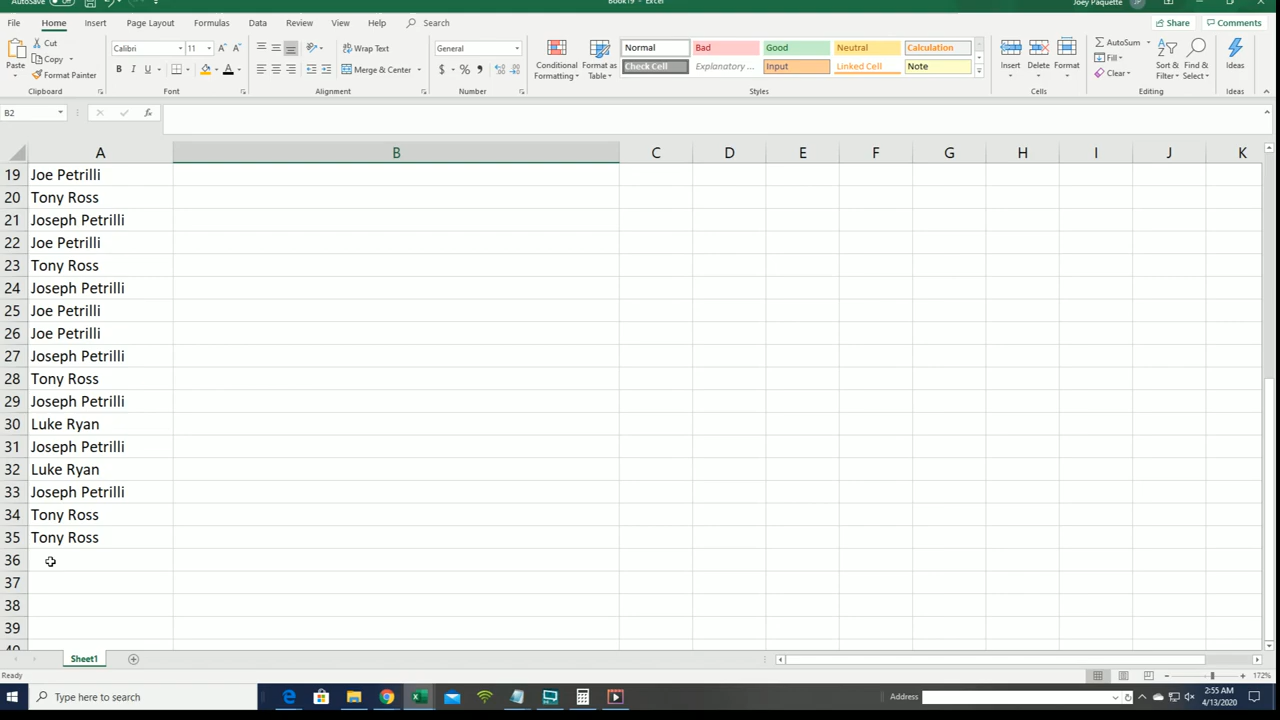 AutoSave
Book19 - Excel
Joey Paquette JP
File Home Insert Page Layout Formulas Data Review View Help Search Share Comments
Paste Cut Copy Format Painter Clipboard
Calibri 11 A A B I U Font
Wrap Text Merge & Center Alignment
General $ % Number
Conditional Formatting Format as Table
Normal Bad Good Neutral Calculation
Check Cell Explanatory ... Input Linked Cell Note
Styles
Insert Delete Format Cells
AutoSum Fill Clear Sort & Filter Find & Select Editing
Ideas Ideas
B2 fx
A B C D E F G H I J K
19 Joe Petrilli
20 Tony Ross
21 Joseph Petrilli
22 Joe Petrilli
23 Tony Ross
24 Joseph Petrilli
25 Joe Petrilli
26 Joe Petrilli
27 Joseph Petrilli
28 Tony Ross
29 Joseph Petrilli
30 Luke Ryan
31 Joseph Petrilli
32 Luke Ryan
33 Joseph Petrilli
34 Tony Ross
35 Tony Ross
36
37
38
39
40
Sheet1
Ready 172%
Type here to search Address 2:55 AM
4/13/2020